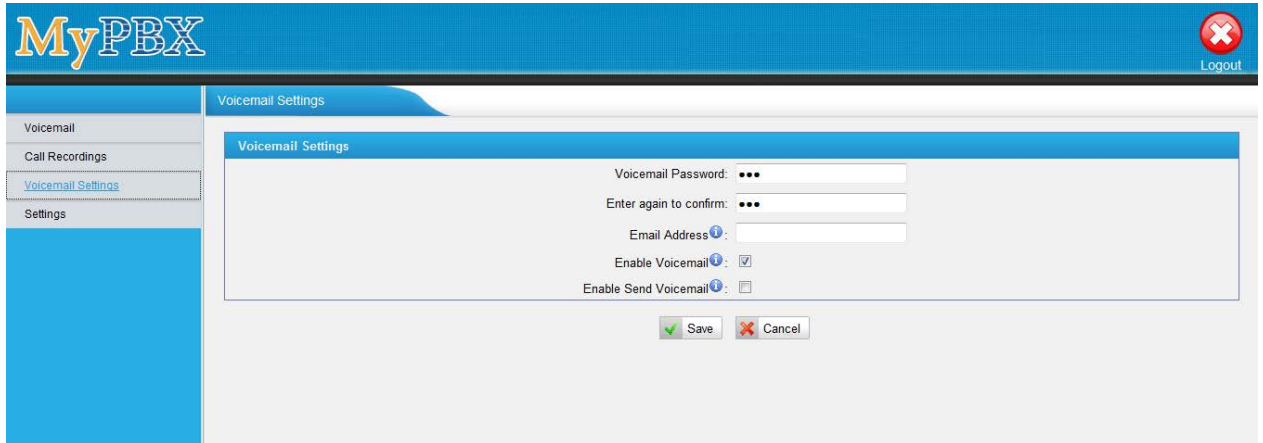 MyPBX
Logout
Voicemail Settings
Voicemail
Call Recordings
Voicemail Settings
Settings
Voicemail Settings
Voicemail Password: •••
Enter again to confirm: •••
Email Address i :
Enable Voicemail i :
Enable Send Voicemail i :
Save Cancel